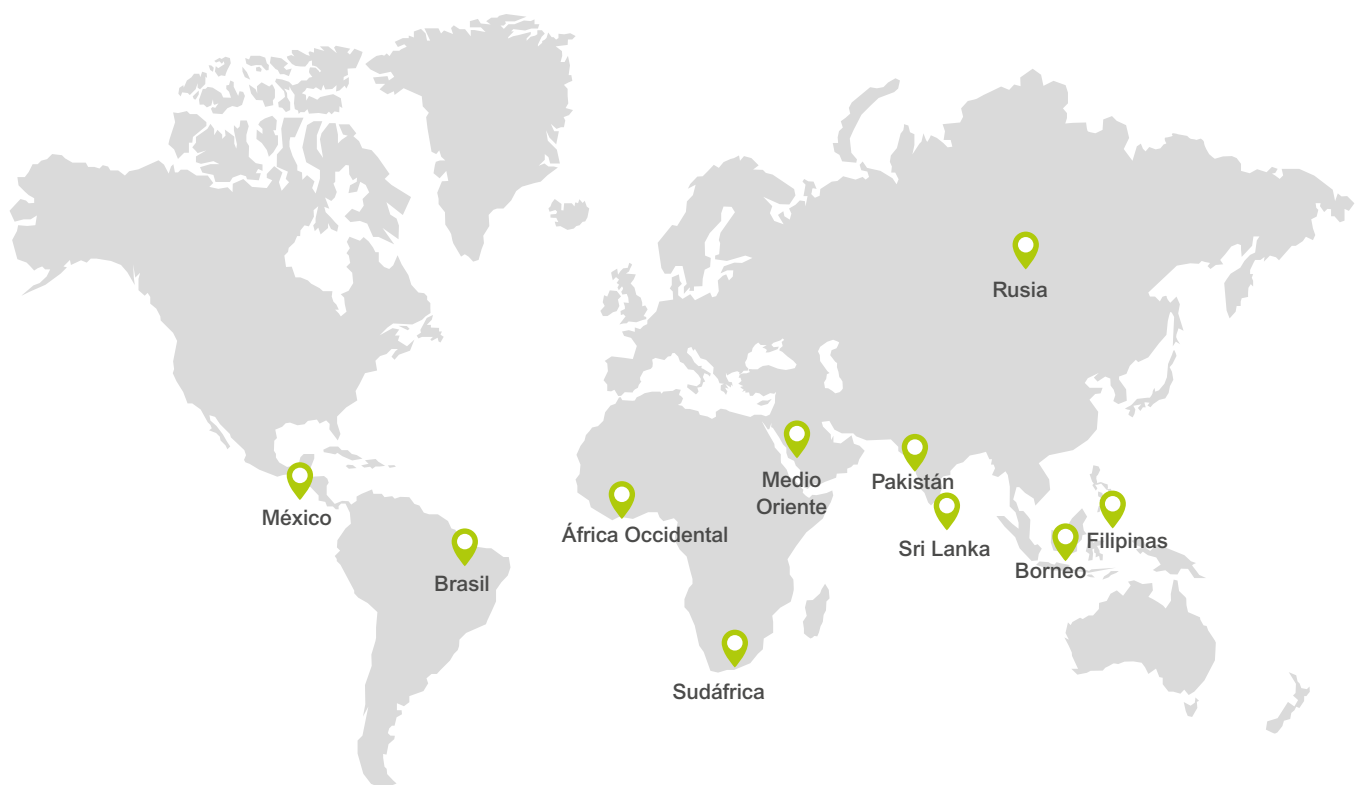 Rusia
Medio
Oriente
Pakistán
México
África Occidental
Sri Lanka
Filipinas
Borneo
Brasil
Sudáfrica